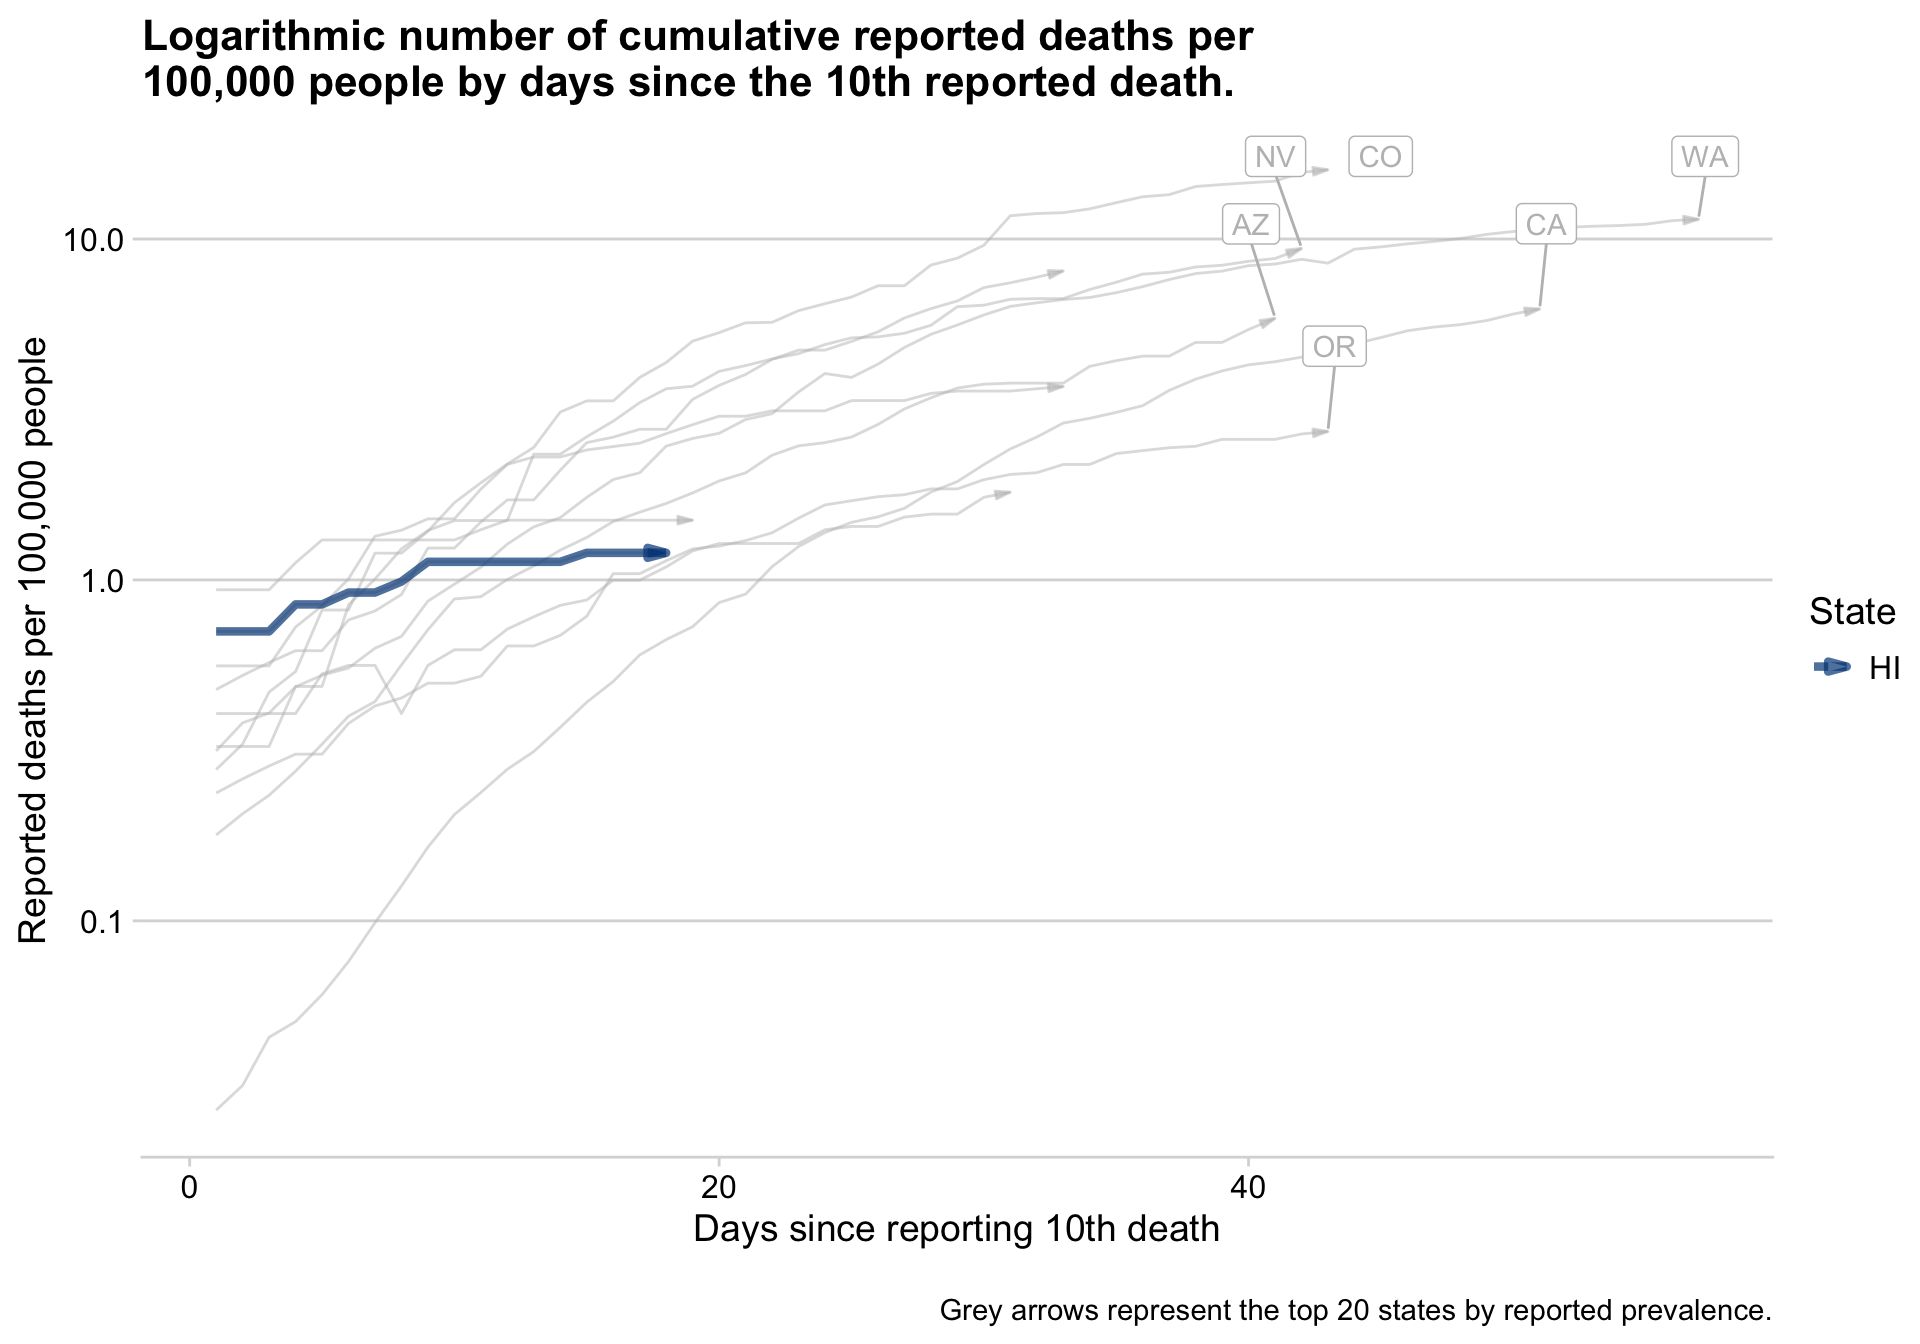 Logarithmic number of cumulative reported deaths per
100,000 people by days since the 10th reported death.
NV
CO
WA
AZ
CA
OR
10.0
1.0
0.1
Reported deaths per 100,000 people
State
HI
0
20
40
Days since reporting 10th death
Grey arrows represent the top 20 states by reported prevalence.